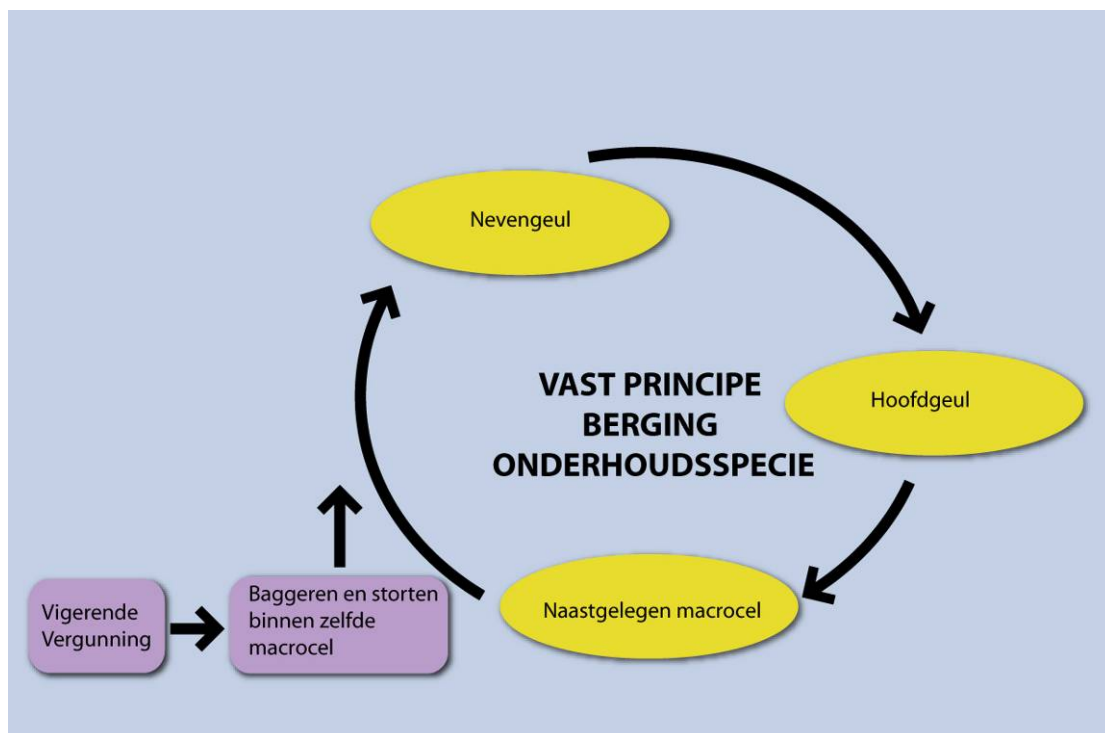 Nevengeul
Hoofdgeul
VAST PRINCIPE
BERGING
ONDERHOUDSSPECIE
Naastgelegen macrocel
Vigerende
Vergunning
Baggeren en storten
binnen zelfde
macrocel